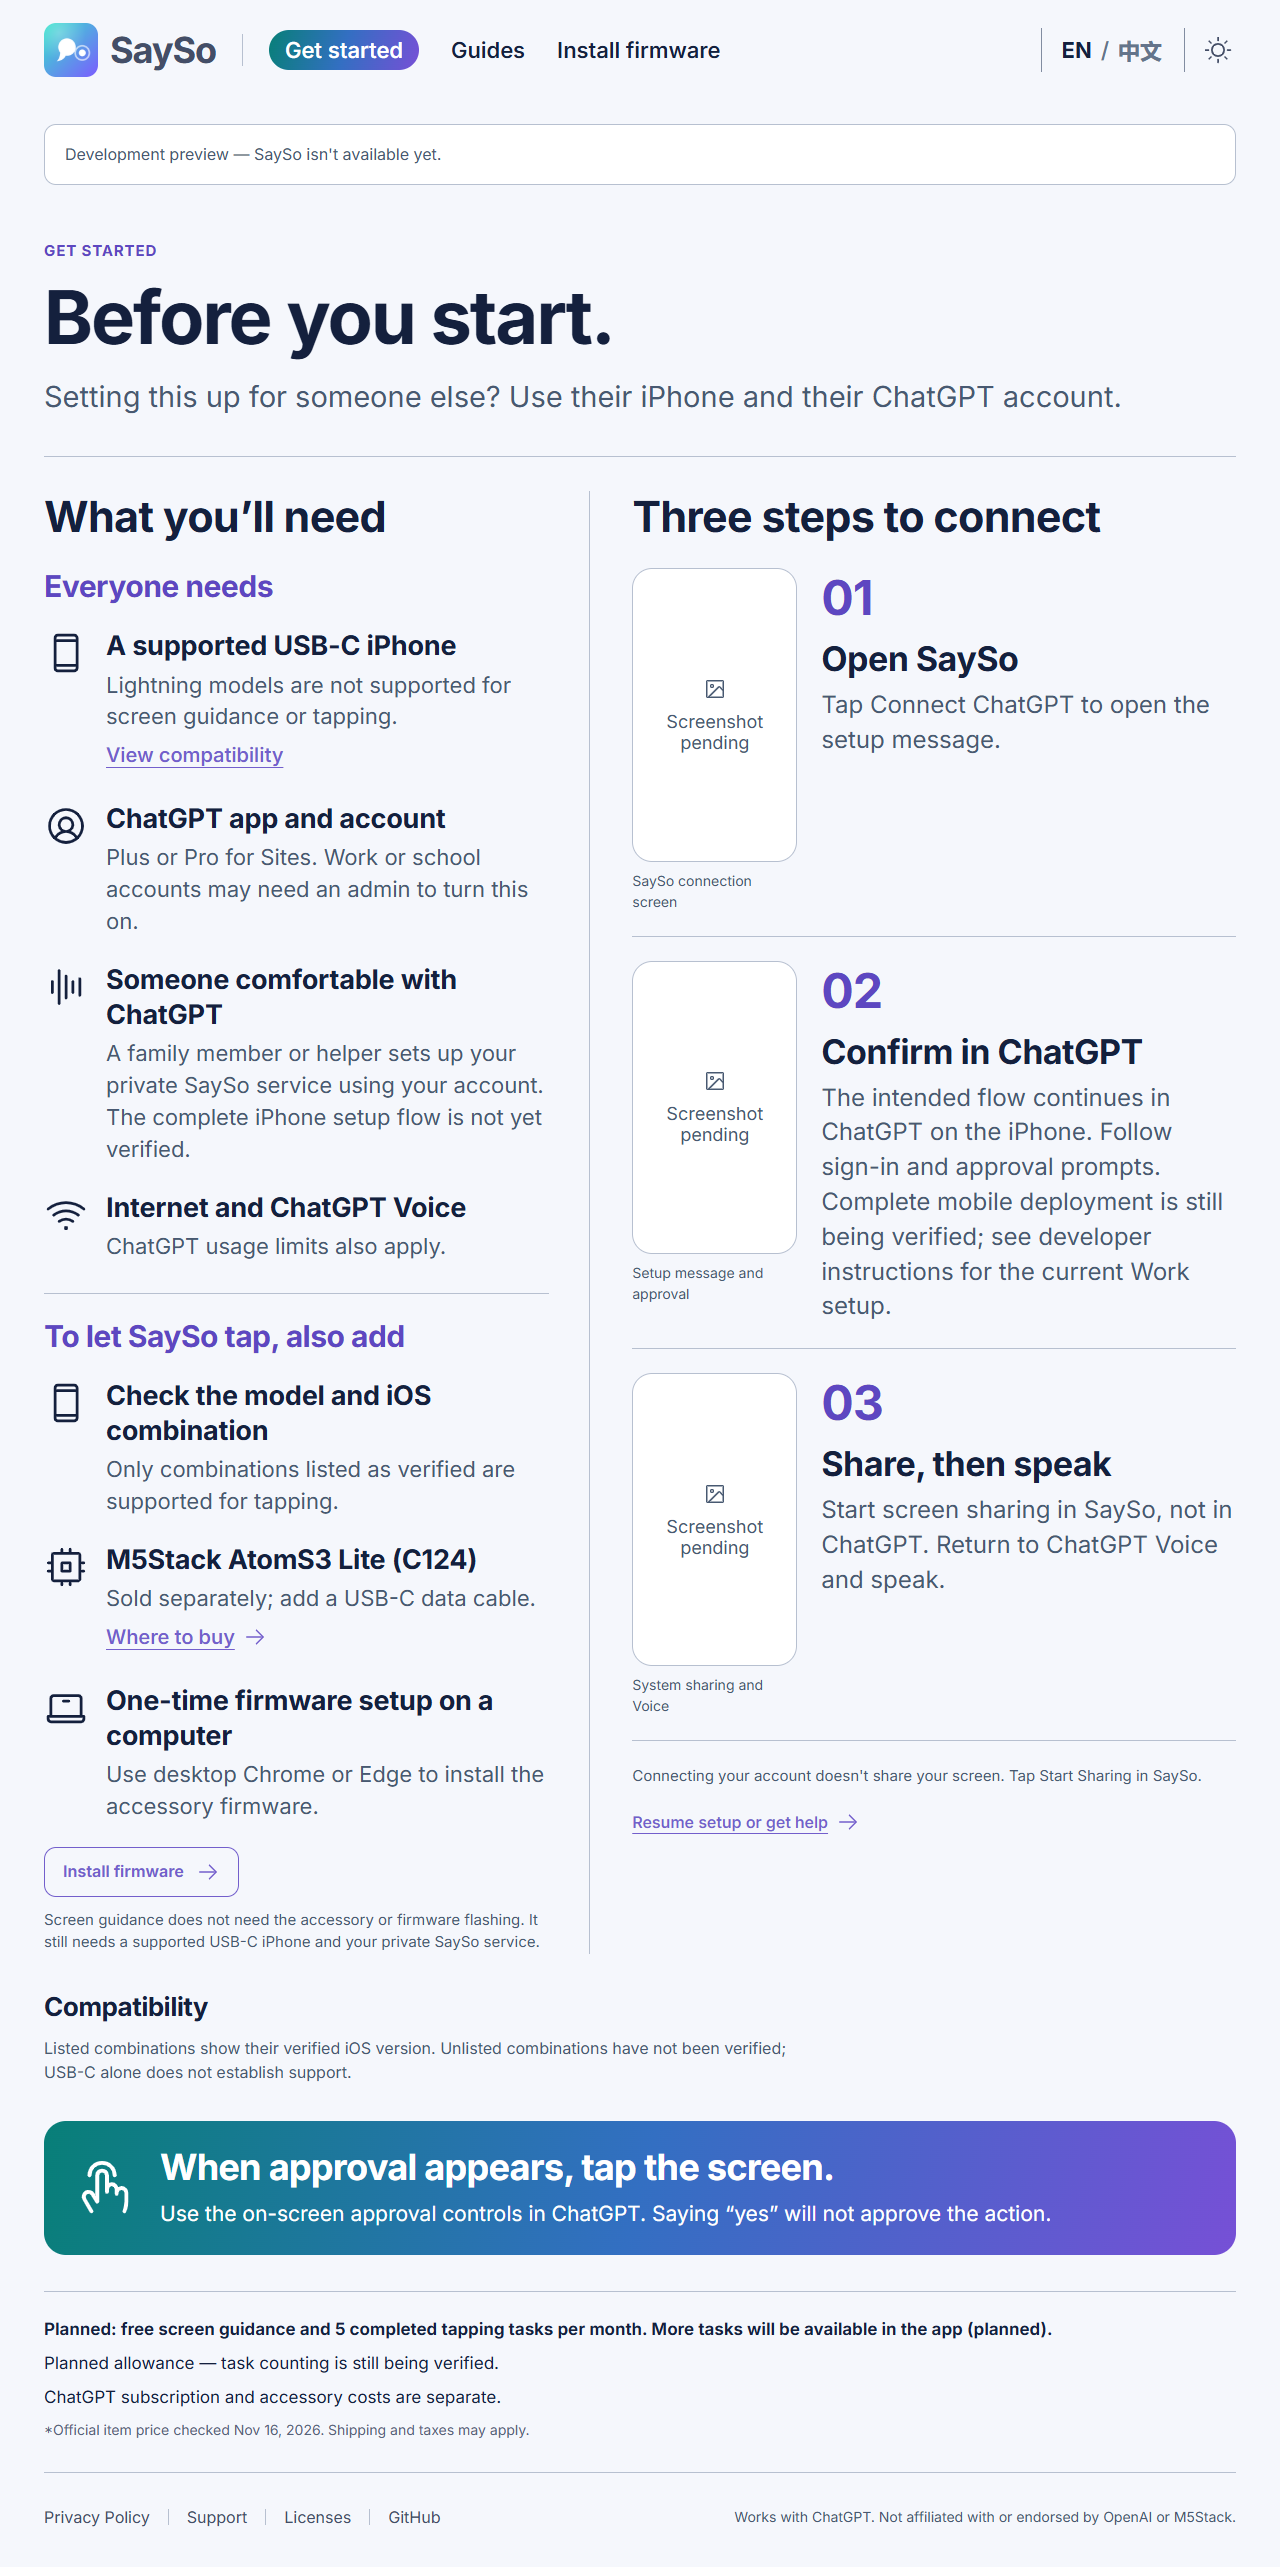 SaySo
Get started
Guides
Install firmware
EN / 中文
Development preview — SaySo isn't available yet.
GET STARTED
Before you start.
Setting this up for someone else? Use their iPhone and their ChatGPT account.
What you’ll need
Everyone needs
A supported USB-C iPhone
Lightning models are not supported for
screen guidance or tapping.
View compatibility
ChatGPT app and account
Plus or Pro for Sites. Work or school
accounts may need an admin to turn this
on.
Someone comfortable with
ChatGPT
A family member or helper sets up your
private SaySo service using your account.
The complete iPhone setup flow is not yet
verified.
Internet and ChatGPT Voice
ChatGPT usage limits also apply.
To let SaySo tap, also add
Check the model and iOS
combination
Only combinations listed as verified are
supported for tapping.
M5Stack AtomS3 Lite (C124)
Sold separately; add a USB-C data cable.
Where to buy
One-time firmware setup on a
computer
Use desktop Chrome or Edge to install the
accessory firmware.
Install firmware
Screen guidance does not need the accessory or firmware flashing. It
still needs a supported USB-C iPhone and your private SaySo service.
Three steps to connect
Screenshot
pending
SaySo connection
screen
01
Open SaySo
Tap Connect ChatGPT to open the
setup message.
Screenshot
pending
Setup message and
approval
02
Confirm in ChatGPT
The intended flow continues in
ChatGPT on the iPhone. Follow
sign-in and approval prompts.
Complete mobile deployment is still
being verified; see developer
instructions for the current Work
setup.
Screenshot
pending
System sharing and
Voice
03
Share, then speak
Start screen sharing in SaySo, not in
ChatGPT. Return to ChatGPT Voice
and speak.
Connecting your account doesn't share your screen. Tap Start Sharing in SaySo.
Resume setup or get help
Compatibility
Listed combinations show their verified iOS version. Unlisted combinations have not been verified;
USB-C alone does not establish support.
When approval appears, tap the screen.
Use the on-screen approval controls in ChatGPT. Saying “yes” will not approve the action.
Planned: free screen guidance and 5 completed tapping tasks per month. More tasks will be available in the app (planned).
Planned allowance — task counting is still being verified.
ChatGPT subscription and accessory costs are separate.
*Official item price checked Nov 16, 2026. Shipping and taxes may apply.
Privacy Policy
Support
Licenses
GitHub
Works with ChatGPT. Not affiliated with or endorsed by OpenAI or M5Stack.